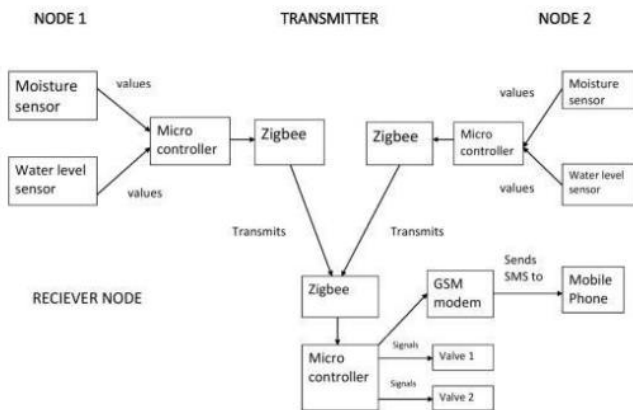 NODE 1
TRANSMITTER
NODE 2
Moisture
sensor
values
Micro
controller
Zigbee
Zigbee
Micro
controller
values
Moisture
sensor
Water level
sensor
values
values
Water level
sensor
Transmits
Transmits
RECIEVER NODE
Zigbee
GSM
modem
Sends
SMS to
Mobile
Phone
Micro
controller
Signals
Valve 1
Signals
Valve 2